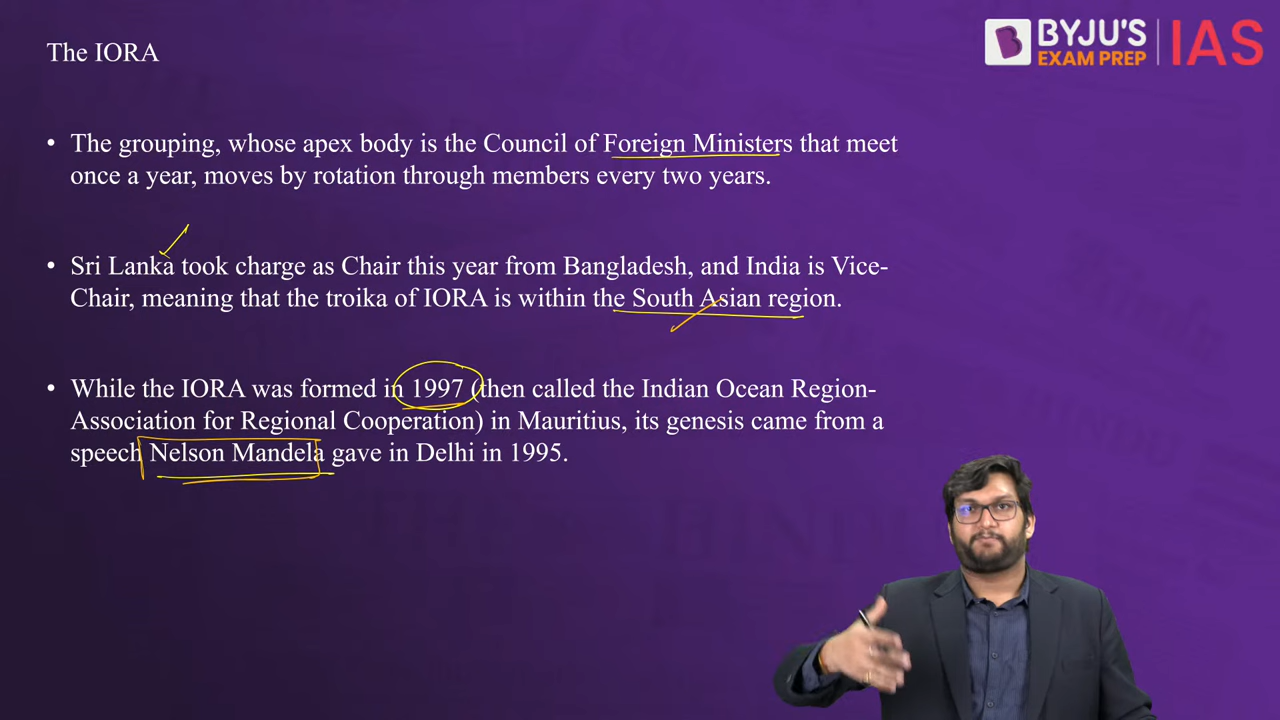 The IORA
BYJU'S
EXAM PREP
IAS
• The grouping, whose apex body is the Council of Foreign Ministers that meet
once a year, moves by rotation through members every two years.
• Sri Lanka took charge as Chair this year from Bangladesh, and India is Vice-
Chair, meaning that the troika of IORA is within the South Asian region.
• While the IORA was formed in 1997 (then called the Indian Ocean Region-
Association for Regional Cooperation) in Mauritius, its genesis came from a
speech Nelson Mandela gave in Delhi in 1995.